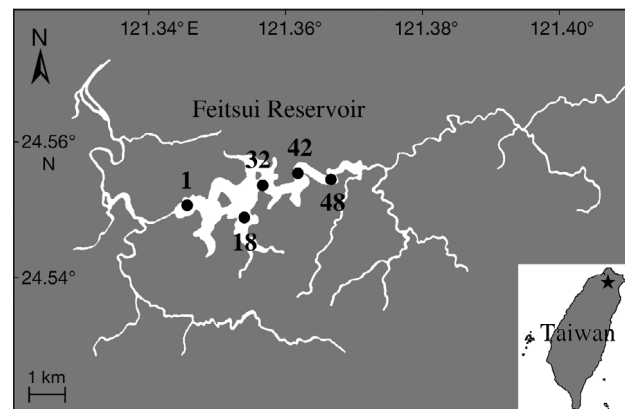 121.34°E 121.36° 121.38° 121.40°
N
Feitsui Reservoir
24.56°
N
32 42
1 48
18
24.54°
Taiwan
1 km